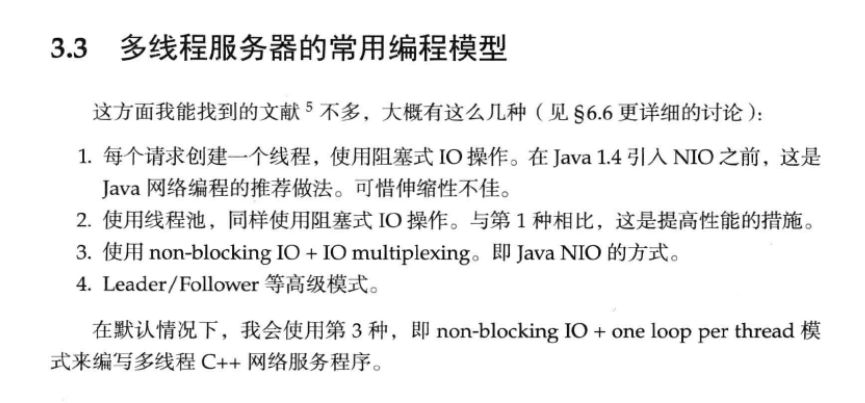 3.3 多线程服务器的常用编程模型
这方面我能找到的文献5 不多，大概有这么几种（见 §6.6 更详细的讨论）：
1. 每个请求创建一个线程，使用阻塞式 IO 操作。在 Java 1.4 引入 NIO 之前，这是
Java 网络编程的推荐做法。可惜伸缩性不佳。
2. 使用线程池，同样使用阻塞式 IO 操作。与第 1 种相比，这是提高性能的措施。
3. 使用 non-blocking IO + IO multiplexing。即 Java NIO 的方式。
4. Leader/Follower 等高级模式。
在默认情况下，我会使用第 3 种，即 non-blocking IO + one loop per thread 模
式来编写多线程 C++ 网络服务程序。